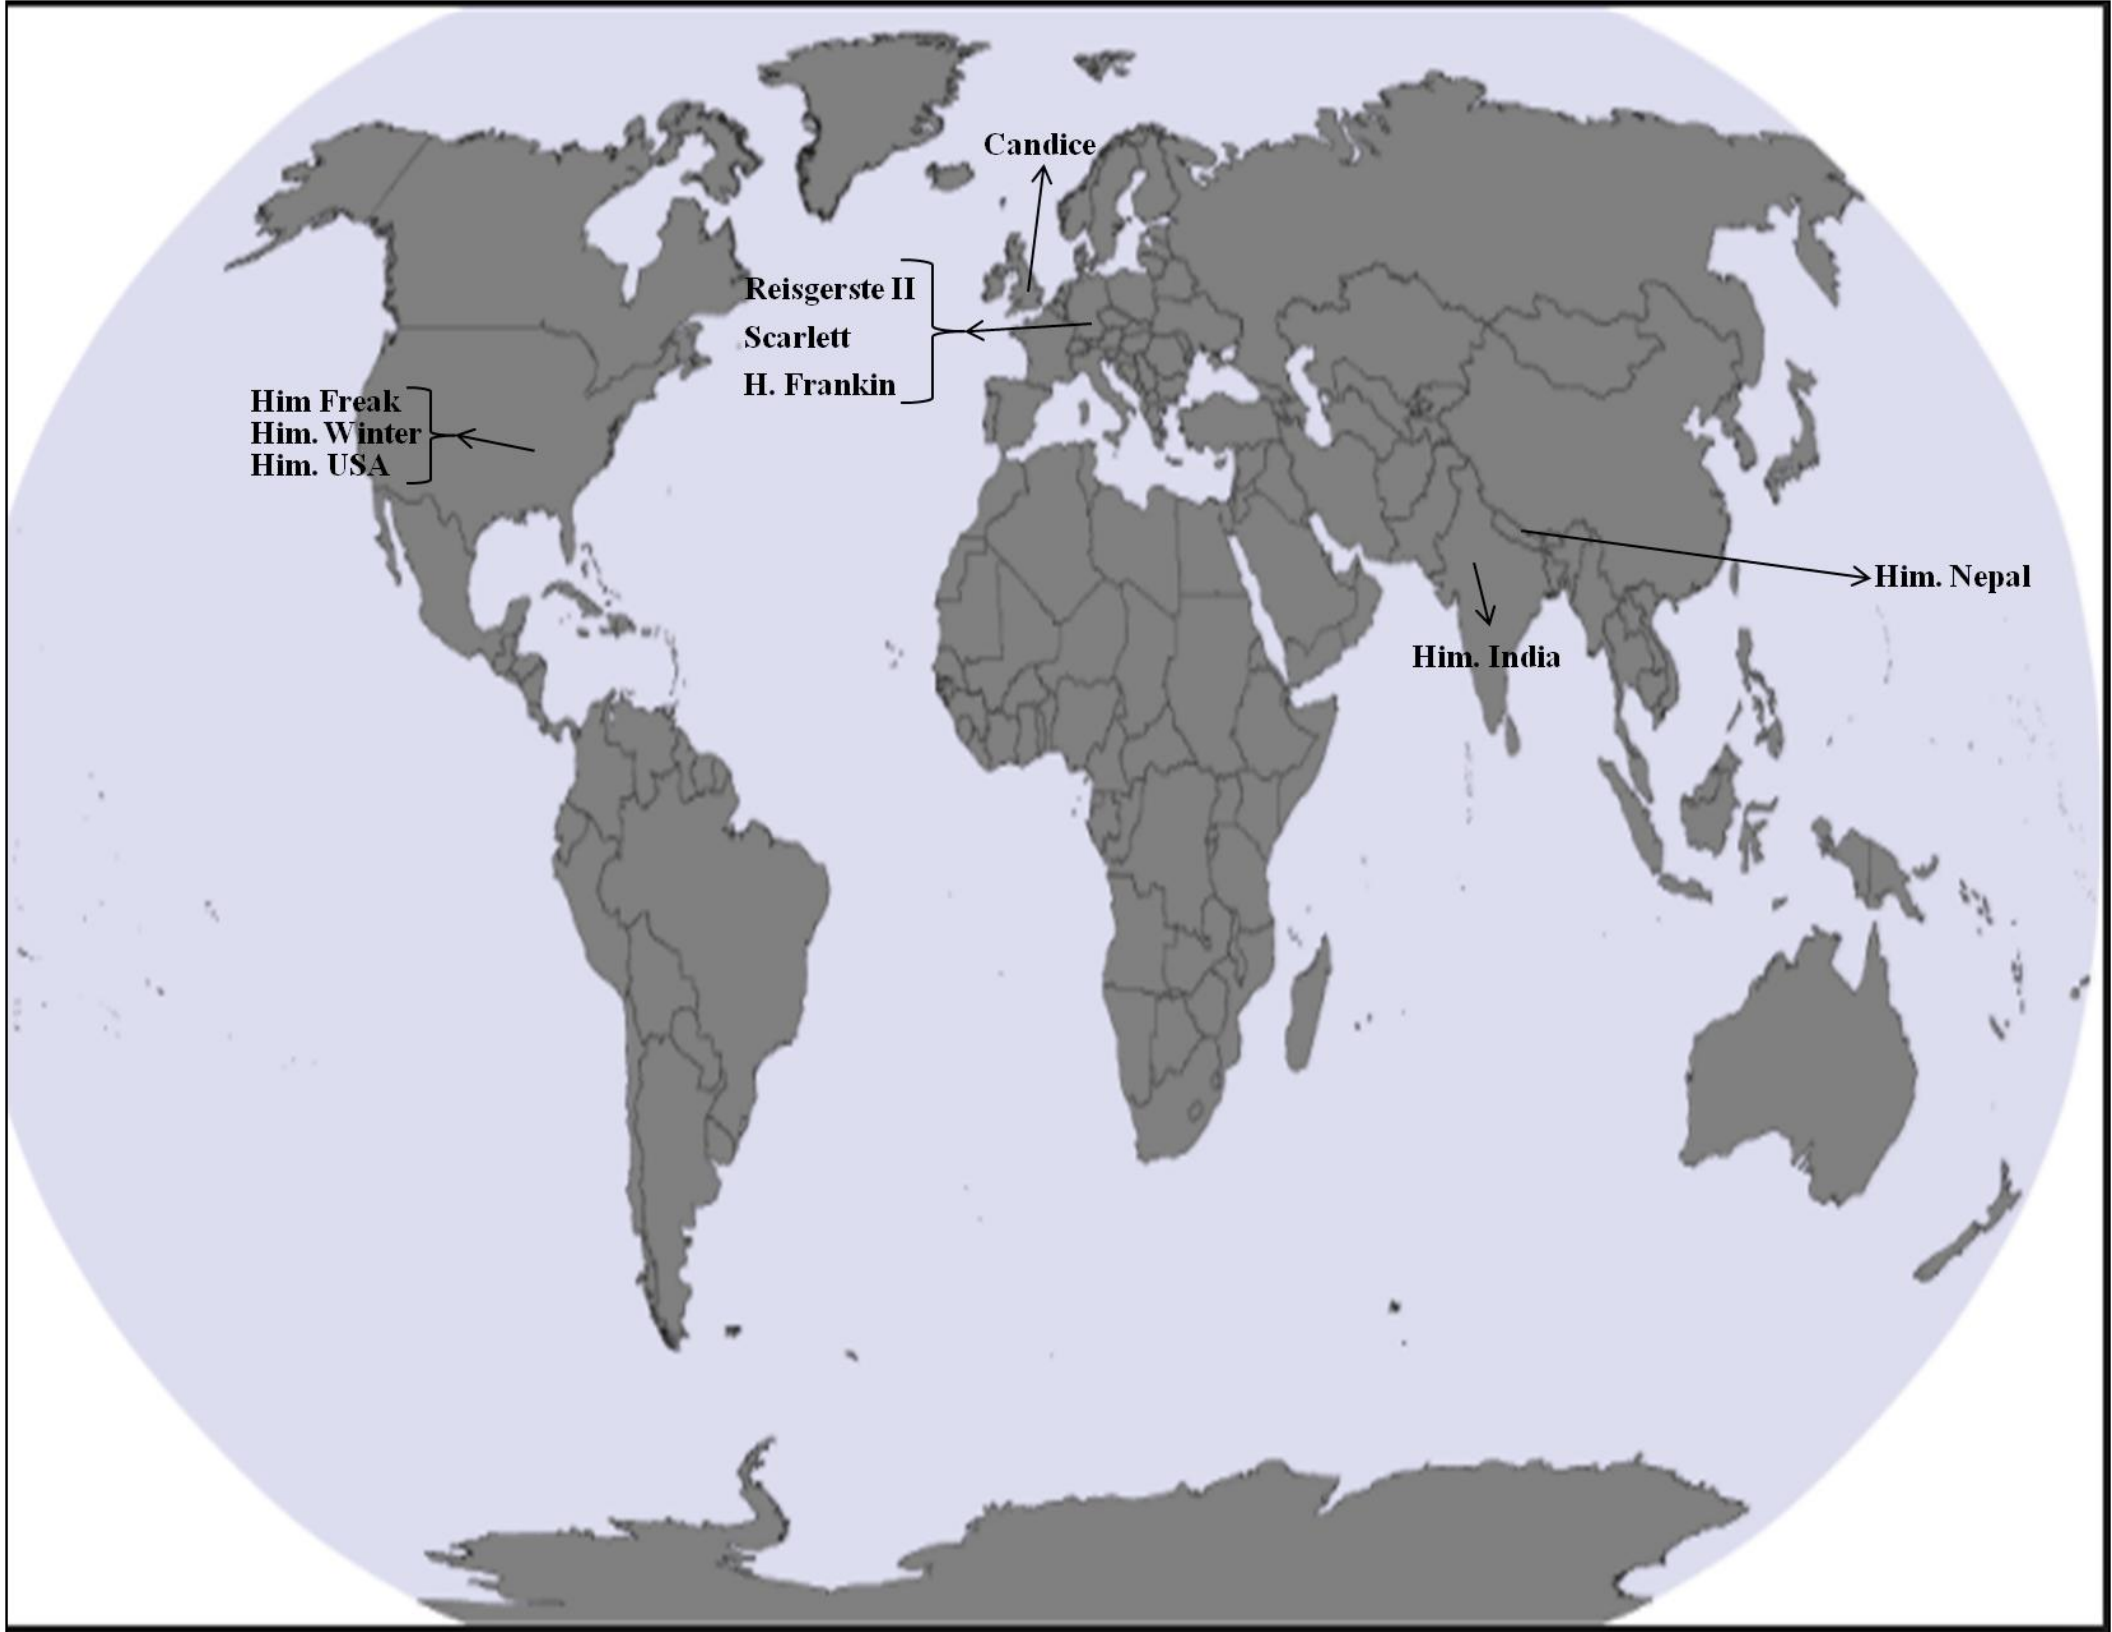 Candice
Reisgerste II
Scarlett
H. Frankin
Him Freak
Him. Winter
Him. USA
Him. Nepal
Him. India